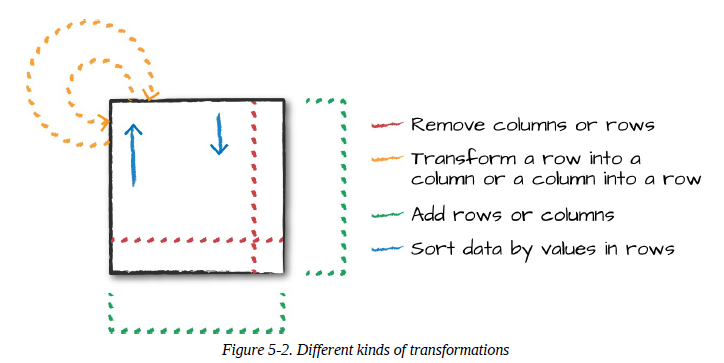 Remove columns or rows
Transform a row into a
column or a column into a row
Add rows or columns
Sort data by values in rows
Figure 5-2. Different kinds of transformations